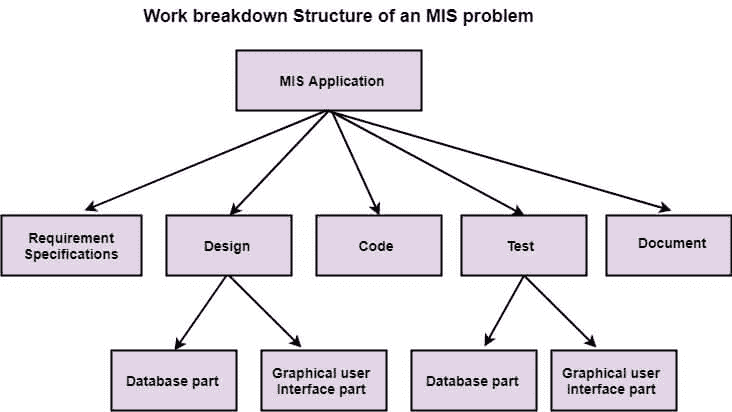 Work breakdown Structure of an MIS problem
MIS Application
Requirement
Specifications
Design
Code
Test
Document
Database part
Graphical user
Interface part
Database part
Graphical user
Interface part